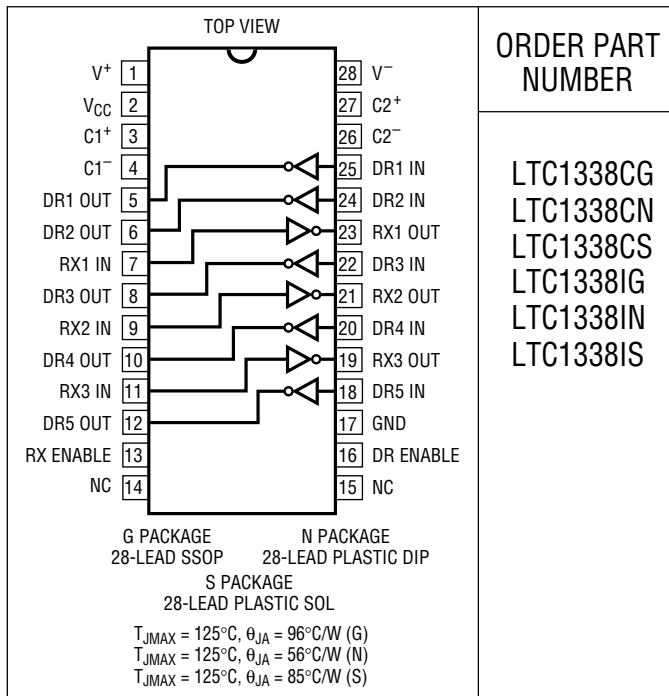 TOP VIEW
V+ 1
VCC 2
C1+ 3
C1– 4
DR1 OUT 5
DR2 OUT 6
RX1 IN 7
DR3 OUT 8
RX2 IN 9
DR4 OUT 10
RX3 IN 11
DR5 OUT 12
RX ENABLE 13
NC 14
28 V–
27 C2+
26 C2–
25 DR1 IN
24 DR2 IN
23 RX1 OUT
22 DR3 IN
21 RX2 OUT
20 DR4 IN
19 RX3 OUT
18 DR5 IN
17 GND
16 DR ENABLE
15 NC
G PACKAGE
28-LEAD SSOP
N PACKAGE
28-LEAD PLASTIC DIP
S PACKAGE
28-LEAD PLASTIC SOL
TJMAX = 125°C, θJA = 96°C/W (G)
TJMAX = 125°C, θJA = 56°C/W (N)
TJMAX = 125°C, θJA = 85°C/W (S)
ORDER PART
NUMBER
LTC1338CG
LTC1338CN
LTC1338CS
LTC1338IG
LTC1338IN
LTC1338IS